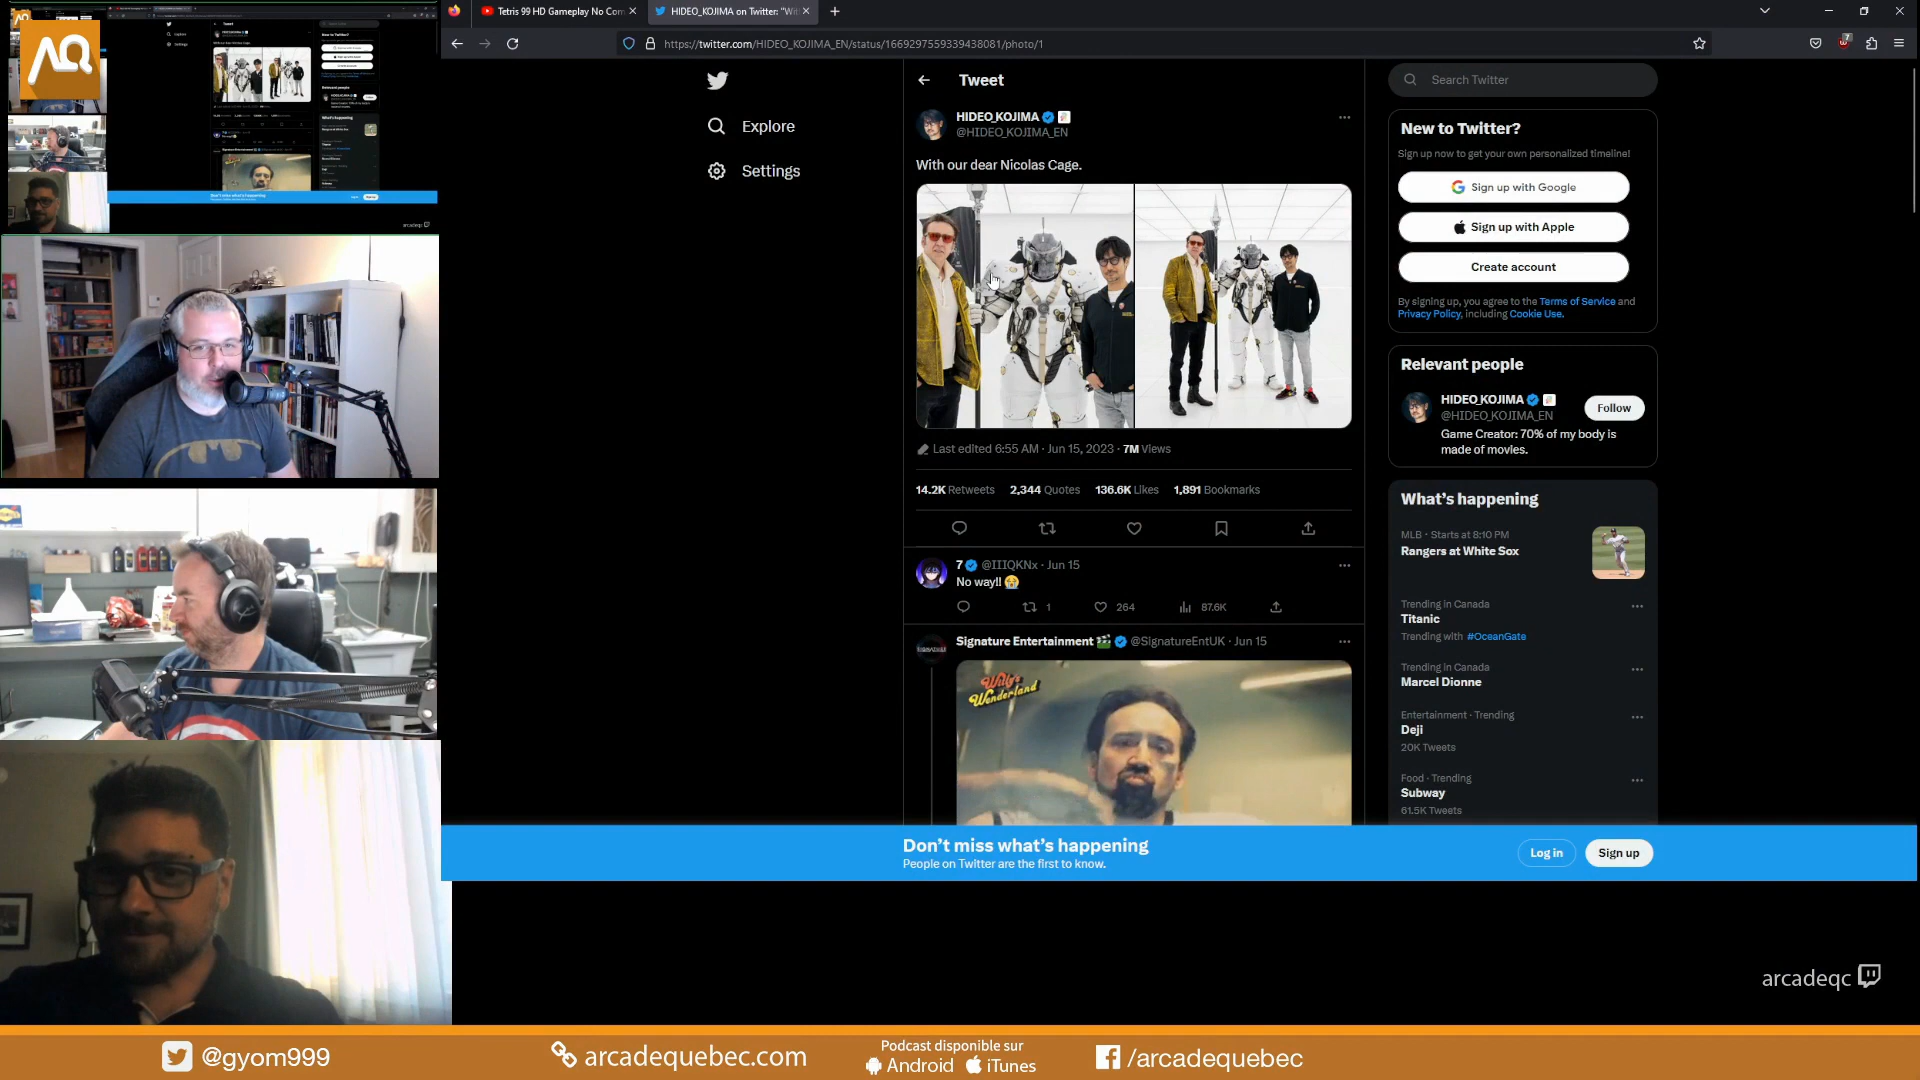 AQ
Tetris 99 HD Gameplay No Com
HIDEO_KOJIMA on Twitter: "Wit
https://twitter.com/HIDEO_KOJIMA_EN/status/1669297559339438081/photo/1
7
Explore
Settings
Tweet
HIDEO_KOJIMA
@HIDEO_KOJIMA_EN
With our dear Nicolas Cage.
Last edited 6:55 AM · Jun 15, 2023 · 7M Views
14.2K Retweets 2,344 Quotes 136.6K Likes 1,891 Bookmarks
7 @IIIQKNx · Jun 15
No way!!
1 264 87.6K
Signature Entertainment @SignatureEntUK · Jun 15
Willy's
Wonderland
Search Twitter
New to Twitter?
Sign up now to get your own personalized timeline!
Sign up with Google
Sign up with Apple
Create account
By signing up, you agree to the Terms of Service and
Privacy Policy, including Cookie Use.
Relevant people
HIDEO_KOJIMA
@HIDEO_KOJIMA_EN
Follow
Game Creator: 70% of my body is
made of movies.
What's happening
MLB · Starts at 8:10 PM
Rangers at White Sox
Trending in Canada
Titanic
Trending with #OceanGate
Trending in Canada
Marcel Dionne
Entertainment · Trending
Deji
20K Tweets
Food · Trending
Subway
61.5K Tweets
Don't miss what's happening
People on Twitter are the first to know.
Log in
Sign up
arcadeqc
@gyom999
arcadequebec.com
Podcast disponible sur
Android iTunes
/arcadequebec